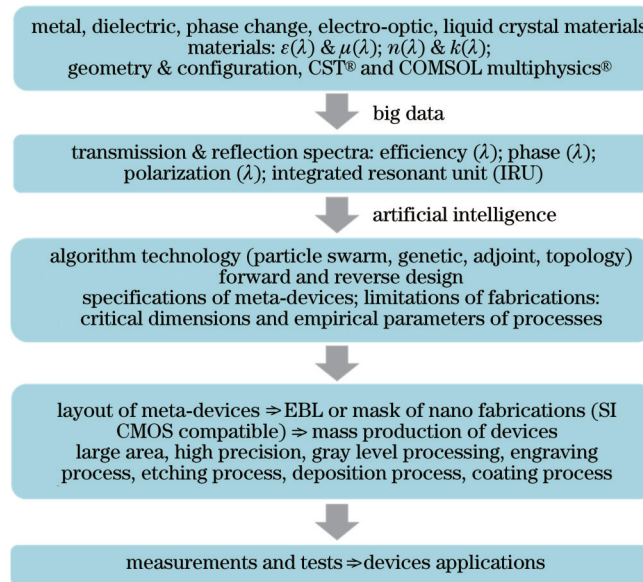 metal, dielectric, phase change, electro-optic, liquid crystal materials
materials: ε(λ) & μ(λ); n(λ) & k(λ);
geometry & configuration, CST® and COMSOL multiphysics®
big data
transmission & reflection spectra: efficiency (λ); phase (λ);
polarization (λ); integrated resonant unit (IRU)
artificial intelligence
algorithm technology (particle swarm, genetic, adjoint, topology)
forward and reverse design
specifications of meta-devices; limitations of fabrications:
critical dimensions and empirical parameters of processes
layout of meta-devices ⇒ EBL or mask of nano fabrications (SI
CMOS compatible) ⇒ mass production of devices
large area, high precision, gray level processing, engraving
process, etching process, deposition process, coating process
measurements and tests ⇒ devices applications